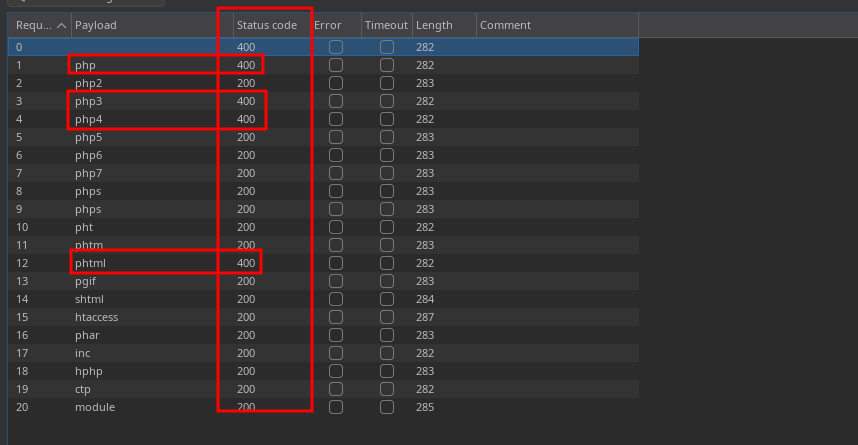 Requ... Payload Status code Error Timeout Length Comment
0 400 282
1 php 400 282
2 php2 200 283
3 php3 400 282
4 php4 400 282
5 php5 200 283
6 php6 200 283
7 php7 200 283
8 phps 200 283
9 phps 200 283
10 pht 200 282
11 phtm 200 283
12 phtml 400 282
13 pgif 200 283
14 shtml 200 284
15 htaccess 200 287
16 phar 200 283
17 inc 200 282
18 hphp 200 283
19 ctp 200 282
20 module 200 285